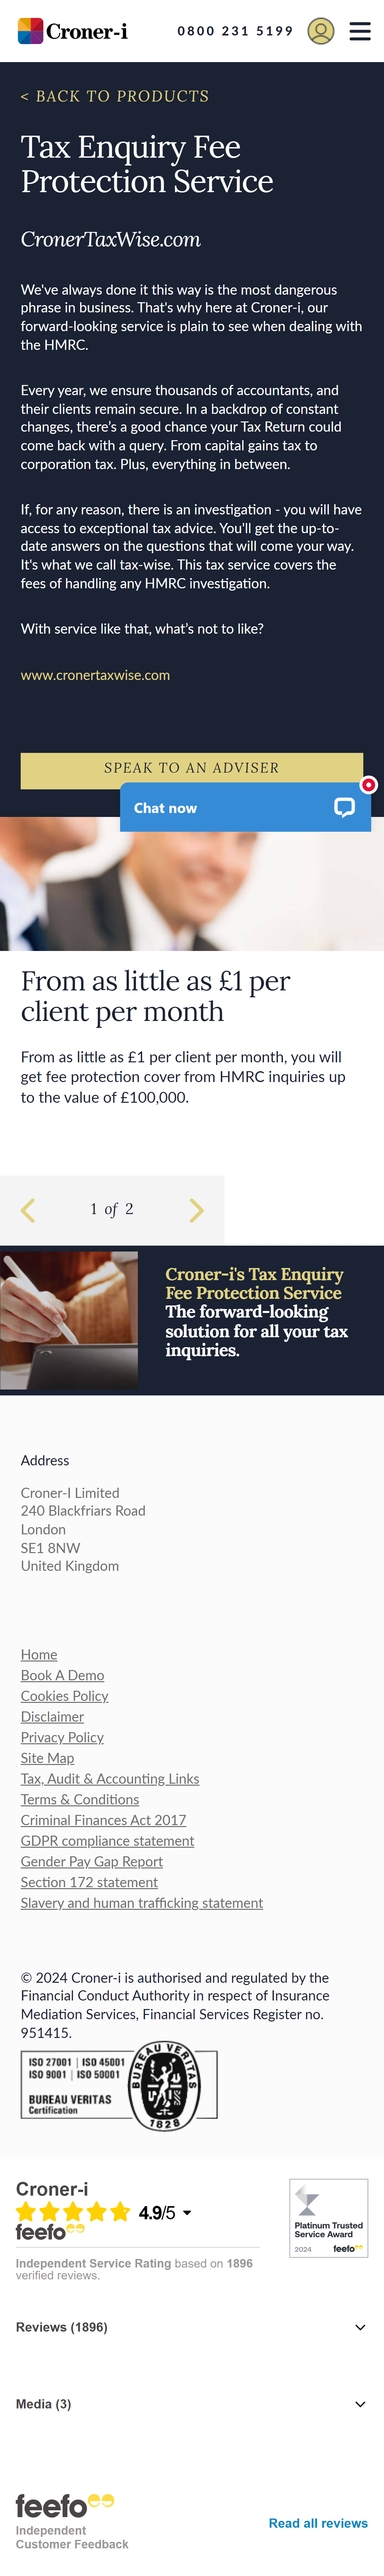 Croner-i
0800 231 5199
< BACK TO PRODUCTS
Tax Enquiry Fee
Protection Service
CronerTaxWise.com
We've always done it this way is the most dangerous
phrase in business. That's why here at Croner-i, our
forward-looking service is plain to see when dealing with
the HMRC.
Every year, we ensure thousands of accountants, and
their clients remain secure. In a backdrop of constant
changes, there's a good chance your Tax Return could
come back with a query. From capital gains tax to
corporation tax. Plus, everything in between.
If, for any reason, there is an investigation - you will have
access to exceptional tax advice. You'll get the up-to-
date answers on the questions that will come your way.
It's what we call tax-wise. This tax service covers the
fees of handling any HMRC investigation.
With service like that, what's not to like?
www.cronertaxwise.com
SPEAK TO AN ADVISER
Chat now
From as little as £1 per
client per month
From as little as £1 per client per month, you will
get fee protection cover from HMRC inquiries up
to the value of £100,000.
1 of 2
Croner-i's Tax Enquiry
Fee Protection Service
The forward-looking
solution for all your tax
inquiries.
Address
Croner-I Limited
240 Blackfriars Road
London
SE1 8NW
United Kingdom
Home
Book A Demo
Cookies Policy
Disclaimer
Privacy Policy
Site Map
Tax, Audit & Accounting Links
Terms & Conditions
Criminal Finances Act 2017
GDPR compliance statement
Gender Pay Gap Report
Section 172 statement
Slavery and human trafficking statement
© 2024 Croner-i is authorised and regulated by the
Financial Conduct Authority in respect of Insurance
Mediation Services, Financial Services Register no.
951415.
ISO 27001 | ISO 45001
ISO 9001 | ISO 50001
BUREAU VERITAS
Certification
BUREAU VERITAS
1828
Croner-i
4.9/5
feefo
Independent Service Rating based on 1896
verified reviews.
Platinum Trusted
Service Award
2024 feefo
Reviews (1896)
Media (3)
feefo
Independent
Customer Feedback
Read all reviews